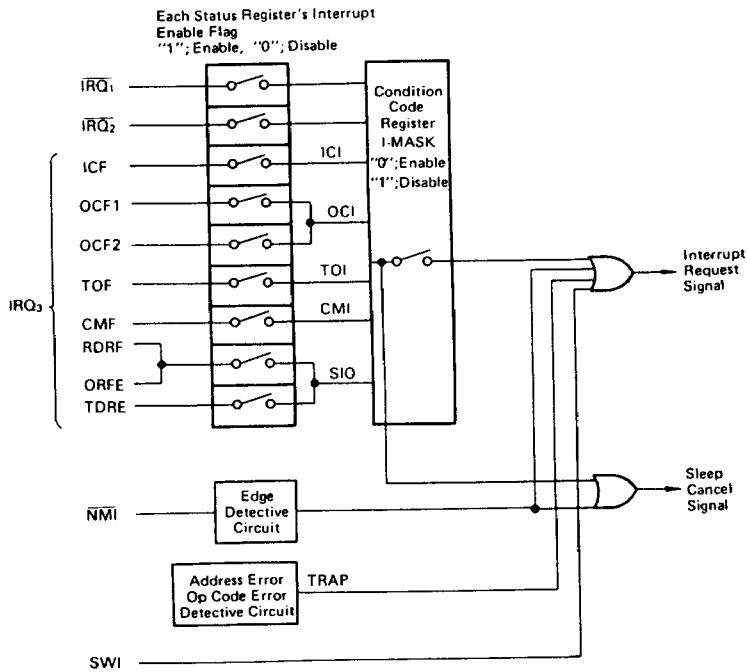 Each Status Register's Interrupt
Enable Flag
"1"; Enable, "0"; Disable
IRQ1
IRQ2
ICF
OCF1
OCF2
TOF
CMF
RDRF
ORFE
TDRE
IRQ3
ICI
OCI
TOI
CMI
SIO
Condition
Code
Register
I-MASK
"0";Enable
"1";Disable
Interrupt
Request
Signal
Sleep
Cancel
Signal
NMI
Edge
Detective
Circuit
Address Error
Op Code Error
Detective Circuit
TRAP
SWI